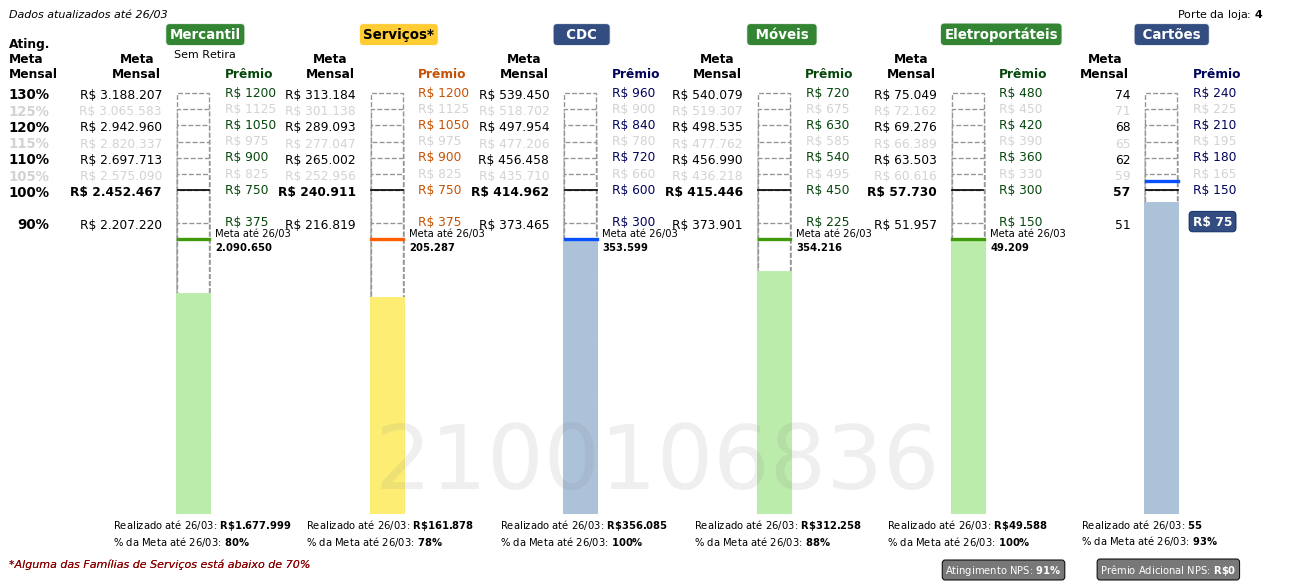 Dados atualizados até 26/03
Porte da loja: 4
Mercantil Serviços* CDC Móveis Eletroportáteis Cartões
Ating. Meta Mensal
Sem Retira
Meta Mensal Prêmio Meta Mensal Prêmio Meta Mensal Prêmio Meta Mensal Prêmio Meta Mensal Prêmio Meta Mensal Prêmio
130% R$ 3.188.207 R$ 1200 R$ 313.184 R$ 1200 R$ 539.450 R$ 960 R$ 540.079 R$ 720 R$ 75.049 R$ 480 74 R$ 240
125% R$ 3.065.583 R$ 1125 R$ 301.138 R$ 1125 R$ 518.702 R$ 900 R$ 519.307 R$ 675 R$ 72.162 R$ 450 71 R$ 225
120% R$ 2.942.960 R$ 1050 R$ 289.093 R$ 1050 R$ 497.954 R$ 840 R$ 498.535 R$ 630 R$ 69.276 R$ 420 68 R$ 210
115% R$ 2.820.337 R$ 975 R$ 277.047 R$ 975 R$ 477.206 R$ 780 R$ 477.762 R$ 585 R$ 66.389 R$ 390 65 R$ 195
110% R$ 2.697.713 R$ 900 R$ 265.002 R$ 900 R$ 456.458 R$ 720 R$ 456.990 R$ 540 R$ 63.503 R$ 360 62 R$ 180
105% R$ 2.575.090 R$ 825 R$ 252.956 R$ 825 R$ 435.710 R$ 660 R$ 436.218 R$ 495 R$ 60.616 R$ 330 59 R$ 165
100% R$ 2.452.467 R$ 750 R$ 240.911 R$ 750 R$ 414.962 R$ 600 R$ 415.446 R$ 450 R$ 57.730 R$ 300 57 R$ 150
90% R$ 2.207.220 R$ 375 R$ 216.819 R$ 375 R$ 373.465 R$ 300 R$ 373.901 R$ 225 R$ 51.957 R$ 150 51 R$ 75
Meta até 26/03 Meta até 26/03 Meta até 26/03 Meta até 26/03 Meta até 26/03
2.090.650 205.287 353.599 354.216 49.209
2100106836
Realizado até 26/03: R$1.677.999 Realizado até 26/03: R$161.878 Realizado até 26/03: R$356.085 Realizado até 26/03: R$312.258 Realizado até 26/03: R$49.588 Realizado até 26/03: 55
% da Meta até 26/03: 80% % da Meta até 26/03: 78% % da Meta até 26/03: 100% % da Meta até 26/03: 88% % da Meta até 26/03: 100% % da Meta até 26/03: 93%
*Alguma das Famílias de Serviços está abaixo de 70%
Atingimento NPS: 91% Prêmio Adicional NPS: R$0